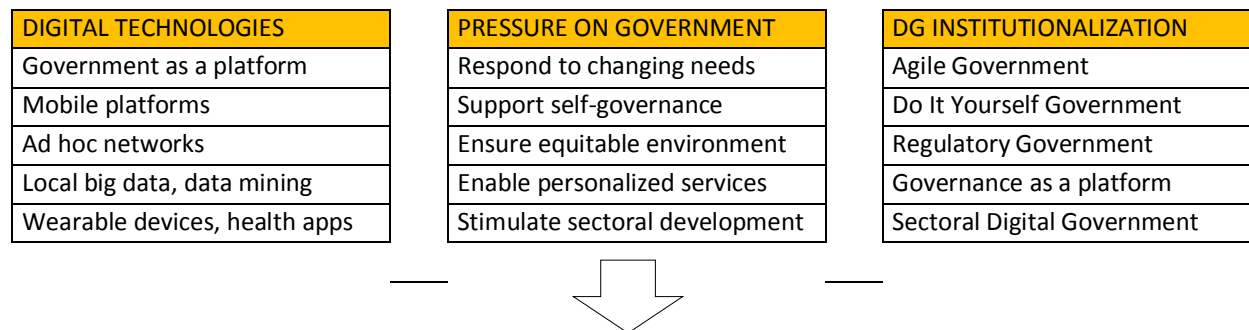 DIGITAL TECHNOLOGIES
Government as a platform
Mobile platforms
Ad hoc networks
Local big data, data mining
Wearable devices, health apps
PRESSURE ON GOVERNMENT
Respond to changing needs
Support self-governance
Ensure equitable environment
Enable personalized services
Stimulate sectoral development
DG INSTITUTIONALIZATION
Agile Government
Do It Yourself Government
Regulatory Government
Governance as a platform
Sectoral Digital Government